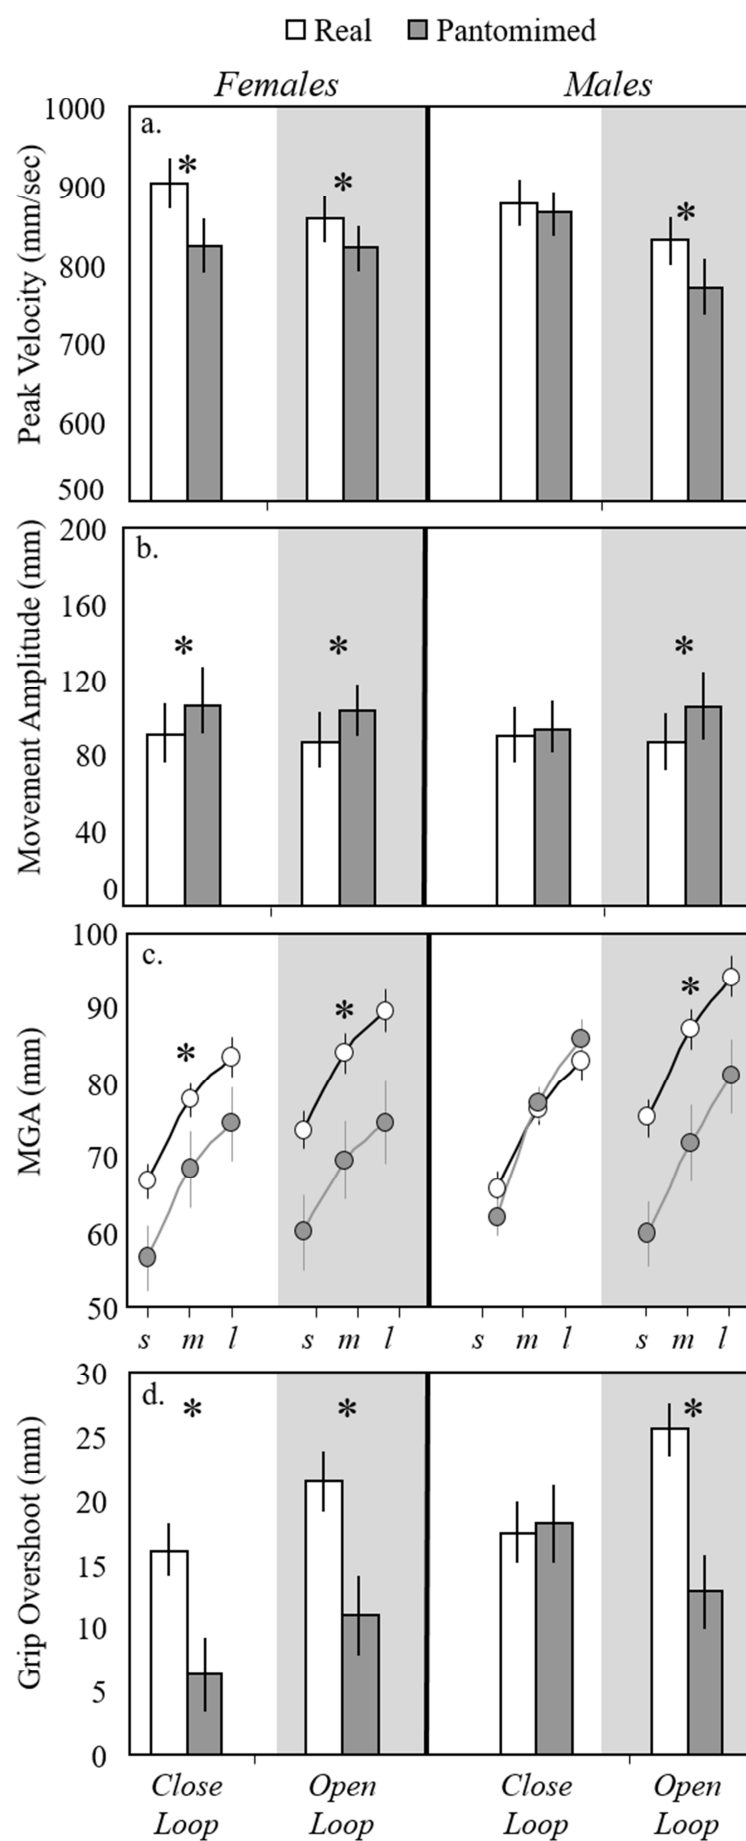 Real Pantomimed
Females Males
a.
*
*
*
1000
900
800
700
600
500
Peak Velocity (mm/sec)
b.
*
*
*
200
160
120
80
40
0
Movement Amplitude (mm)
c.
*
*
*
100
90
80
70
60
50
MGA (mm)
s m l s m l s m l s m l
d.
*
*
*
30
25
20
15
10
5
0
Grip Overshoot (mm)
Close Open Close Open
Loop Loop Loop Loop